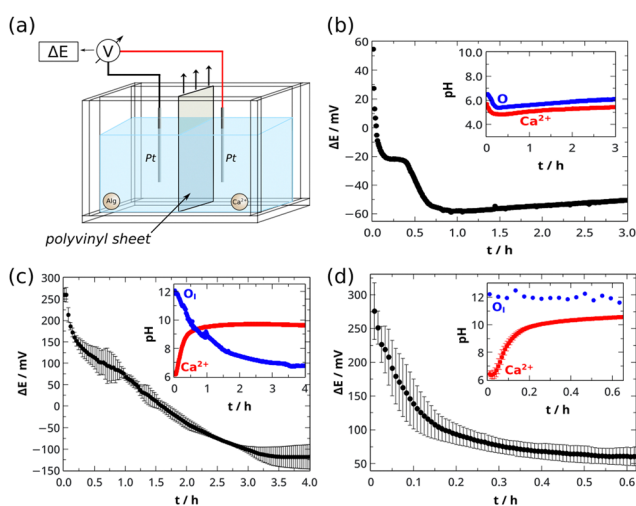 (a)
ΔE
V
Pt
Pt
Alg
Ca²⁺
polyvinyl sheet
(b)
ΔE / mV
60
40
20
0
−20
−40
−60
0.0 0.5 1.0 1.5 2.0 2.5 3.0
t / h
pH
8.0
6.0
4.0
O
Ca²⁺
0 1 2 3
t / h
(c)
ΔE / mV
300
250
200
150
100
50
0
−50
−100
−150
0.0 0.5 1.0 1.5 2.0 2.5 3.0 3.5 4.0
t / h
pH
12
10
8
6
O_I
Ca²⁺
0 1 2 3 4
t / h
(d)
ΔE / mV
300
250
200
150
100
50
0 0.1 0.2 0.3 0.4 0.5 0.6
t / h
pH
12
10
8
6
O_I
Ca²⁺
0 0.2 0.4 0.6
t / h